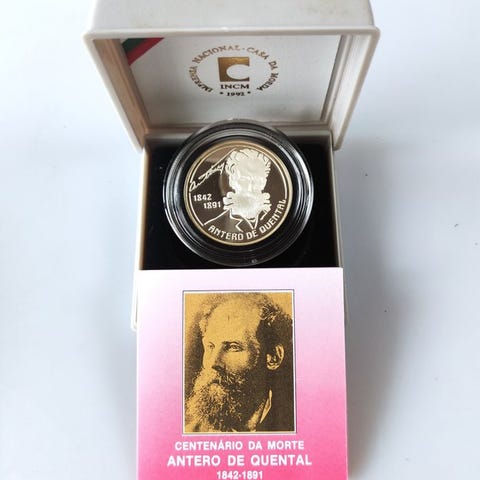 IMPRENSA NACIONAL - CASA DA MOEDA
INCM
• 1992 •
1842
1891
ANTERO DE QUENTAL
CENTENÁRIO DA MORTE
ANTERO DE QUENTAL
1842-1891